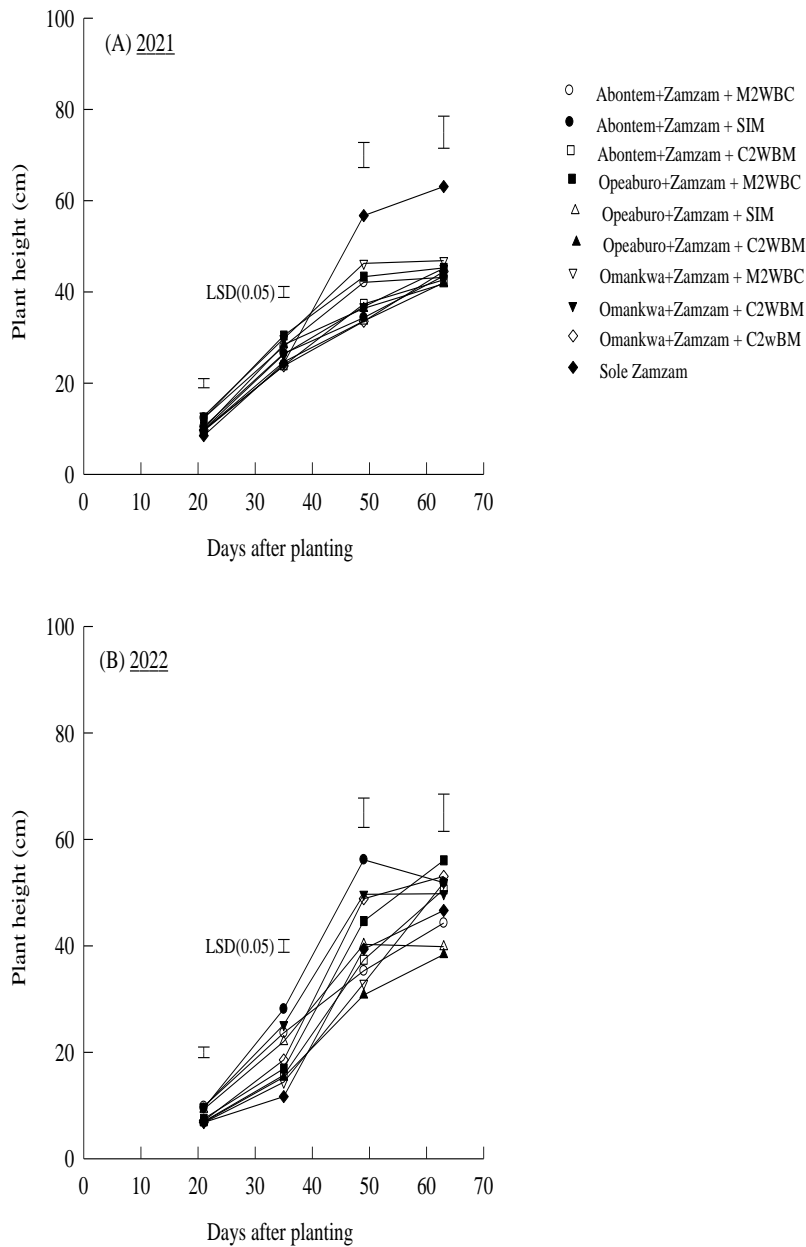 100
(A) 2021
80
60
40
20
0
Plant height (cm)
LSD(0.05)
0 10 20 30 40 50 60 70
Days after planting
Abontem+Zamzam + M2WBC
Abontem+Zamzam + SIM
Abontem+Zamzam + C2WBM
Opeaburo+Zamzam + M2WBC
Opeaburo+Zamzam + SIM
Opeaburo+Zamzam + C2WBM
Omankwa+Zamzam + M2WBC
Omankwa+Zamzam + C2WBM
Omankwa+Zamzam + C2wBM
Sole Zamzam
100
(B) 2022
80
60
40
20
0
Plant height (cm)
LSD(0.05)
0 10 20 30 40 50 60 70
Days after planting